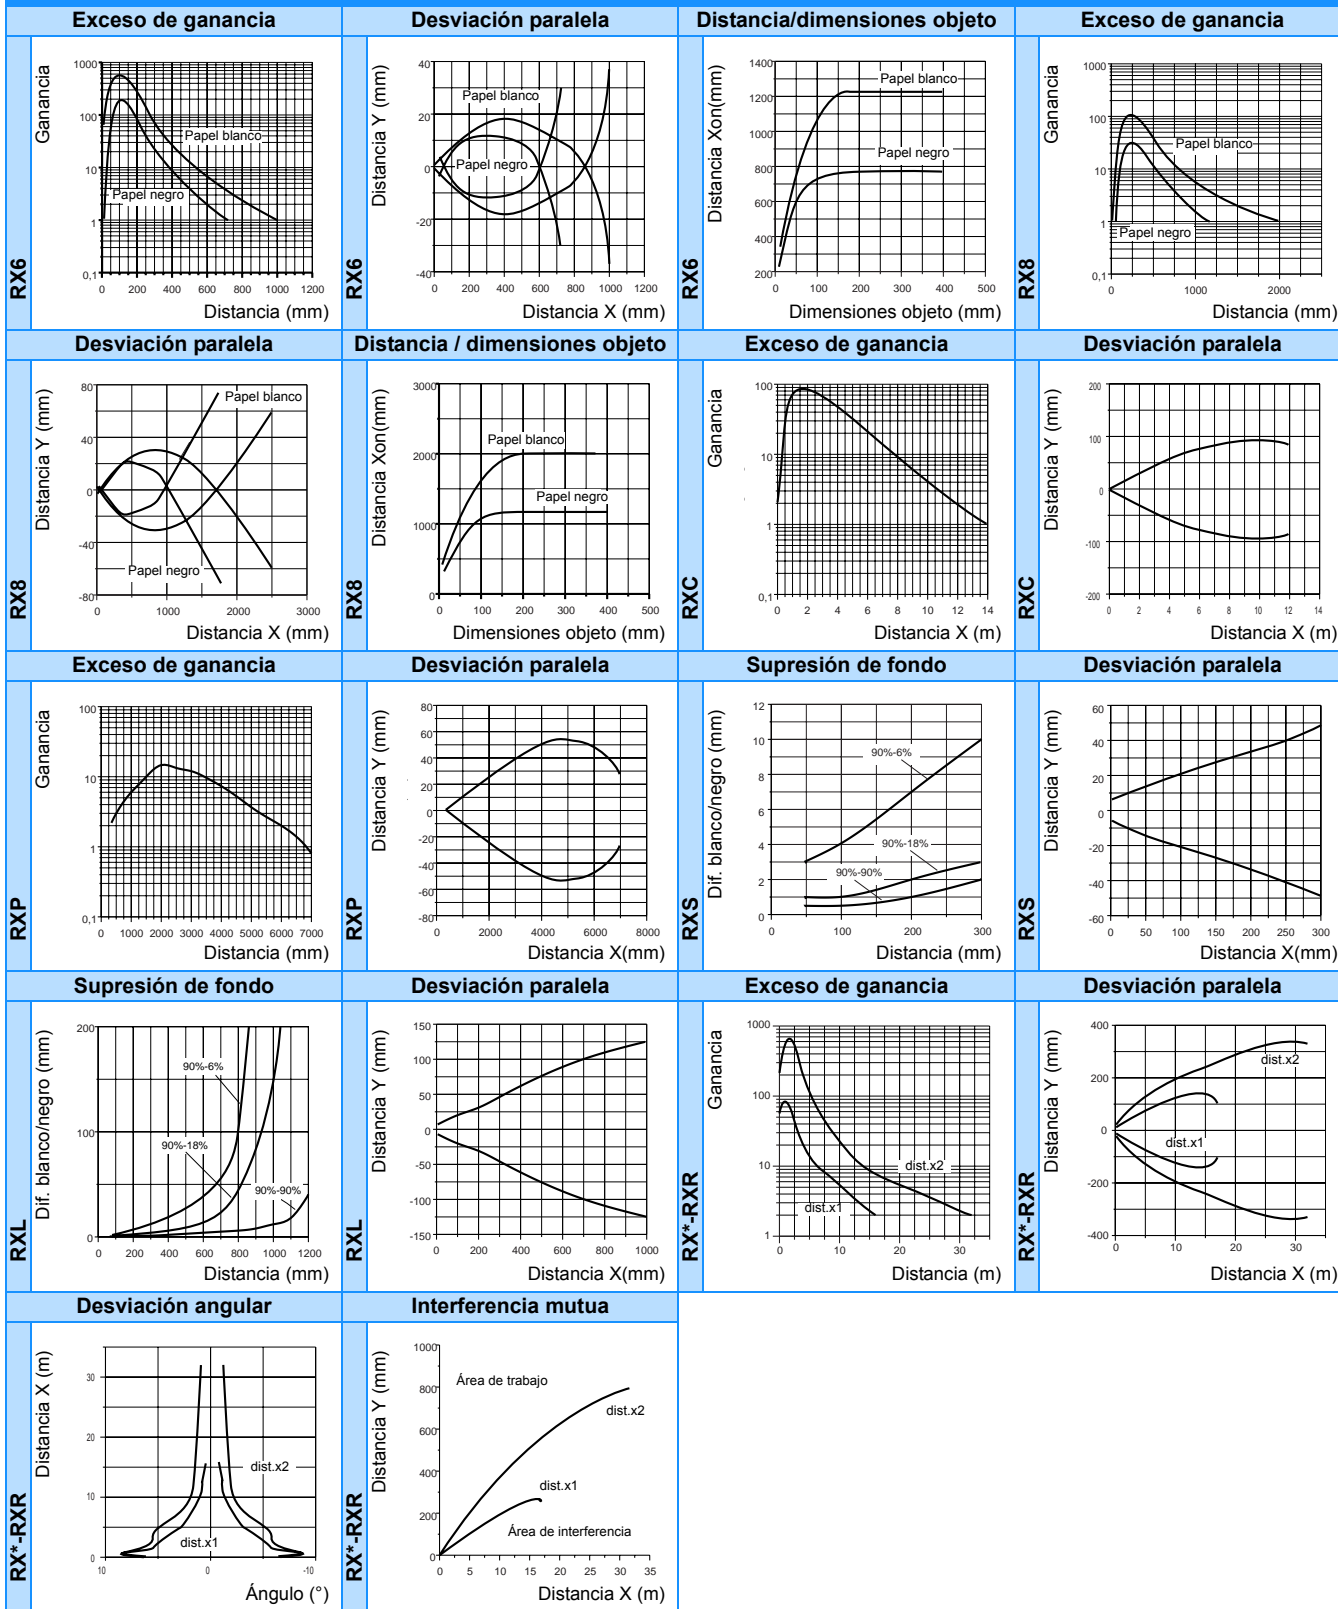 Exceso de ganancia
Desviación paralela
Distancia/dimensiones objeto
Exceso de ganancia
RX6
Ganancia
1000
100
10
1
0,1
Papel blanco
Papel negro
0 200 400 600 800 1000 1200
Distancia (mm)
RX6
Distancia Y (mm)
40
20
0
-20
-40
Papel blanco
Papel negro
0 200 400 600 800 1000 1200
Distancia X (mm)
RX6
Distancia Xon(mm)
1400
1200
1000
800
600
400
200
Papel blanco
Papel negro
0 100 200 300 400 500
Dimensiones objeto (mm)
RX8
Ganancia
1000
100
10
1
0,1
Papel blanco
Papel negro
0 1000 2000
Distancia (mm)
Desviación paralela
Distancia / dimensiones objeto
Exceso de ganancia
Desviación paralela
RX8
Distancia Y (mm)
80
40
0
-40
-80
Papel blanco
Papel negro
0 1000 2000 3000
Distancia X (mm)
RX8
Distancia Xon(mm)
3000
2000
1000
0
Papel blanco
Papel negro
0 100 200 300 400 500
Dimensiones objeto (mm)
RXC
Ganancia
100
10
1
0,1
0 2 4 6 8 10 12 14
Distancia X (m)
RXC
Distancia Y (mm)
200
100
0
-100
-200
0 2 4 6 8 10 12 14
Distancia X (m)
Exceso de ganancia
Desviación paralela
Supresión de fondo
Desviación paralela
RXP
Ganancia
100
10
1
0,1
0 1000 2000 3000 4000 5000 6000 7000
Distancia (mm)
RXP
Distancia Y (mm)
80
60
40
20
0
-20
-40
-60
-80
0 2000 4000 6000 8000
Distancia X(mm)
RXS
Dif. blanco/negro (mm)
12
10
8
6
4
2
0
90%-6%
90%-18%
90%-90%
0 100 200 300
Distancia (mm)
RXS
Distancia Y (mm)
60
40
20
0
-20
-40
-60
0 50 100 150 200 250 300
Distancia X(mm)
Supresión de fondo
Desviación paralela
Exceso de ganancia
Desviación paralela
RXL
Dif. blanco/negro (mm)
200
100
0
90%-6%
90%-18%
90%-90%
0 200 400 600 800 1000 1200
Distancia (mm)
RXL
Distancia Y (mm)
150
100
50
0
-50
-100
-150
0 200 400 600 800 1000
Distancia X(mm)
RX*-RXR
Ganancia
1000
100
10
1
dist.x2
dist.x1
0 10 20 30
Distancia (m)
RX*-RXR
Distancia Y (mm)
400
200
0
-200
-400
dist.x2
dist.x1
0 10 20 30
Distancia X (m)
Desviación angular
Interferencia mutua
RX*-RXR
Distancia X (m)
30
20
10
0
dist.x2
dist.x1
10 0 -10
Ángulo (°)
RX*-RXR
Distancia Y (mm)
1000
800
600
400
200
0
Área de trabajo
dist.x2
dist.x1
Área de interferencia
0 5 10 15 20 25 30 35
Distancia X (m)